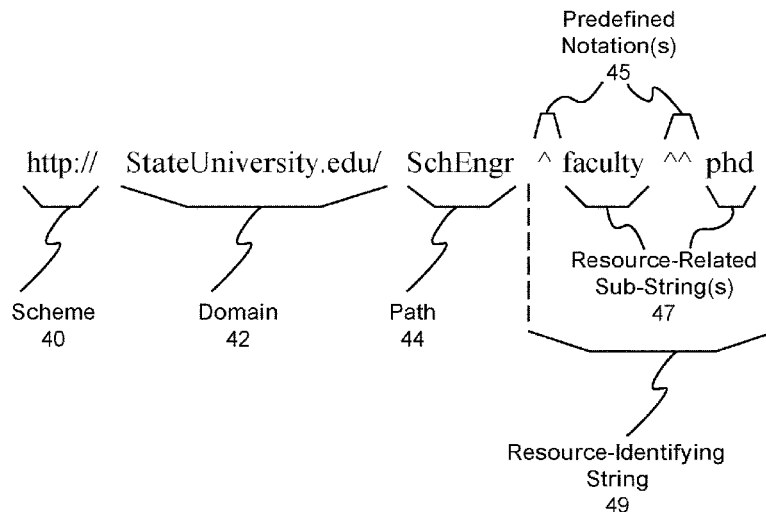 Predefined
Notation(s)
45
http:// StateUniversity.edu/ SchEngr ^ faculty ^^ phd
Resource-Related
Sub-String(s)
47
Scheme
40
Domain
42
Path
44
Resource-Identifying
String
49